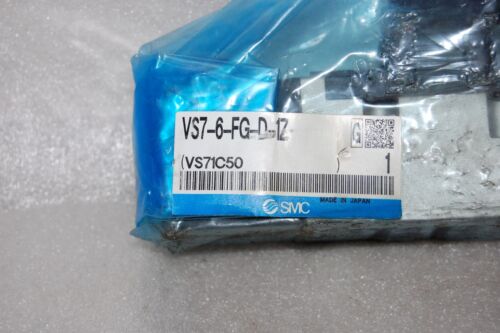 VS7-6-FG-D-1Z
G
(VS71C50 )
1
SMC
MADE IN JAPAN